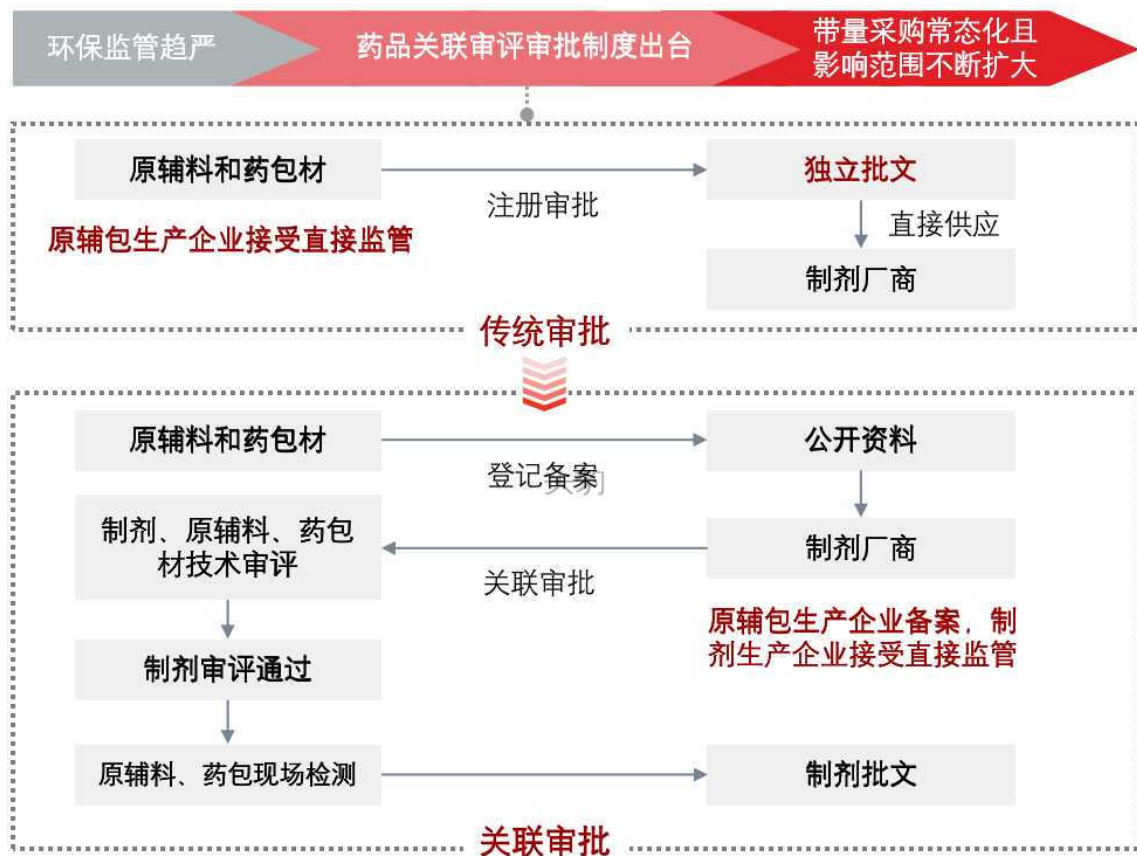 环保监管趋严
药品关联审评审批制度出台
带量采购常态化且
影响范围不断扩大
原辅料和药包材
注册审批
独立批文
原辅包生产企业接受直接监管
直接供应
制剂厂商
传统审批
原辅料和药包材
登记备案
公开资料
制剂、原辅料、药包
材技术审评
关联审批
制剂厂商
原辅包生产企业备案，制
剂生产企业接受直接监管
制剂审评通过
原辅料、药包现场检测
制剂批文
关联审批